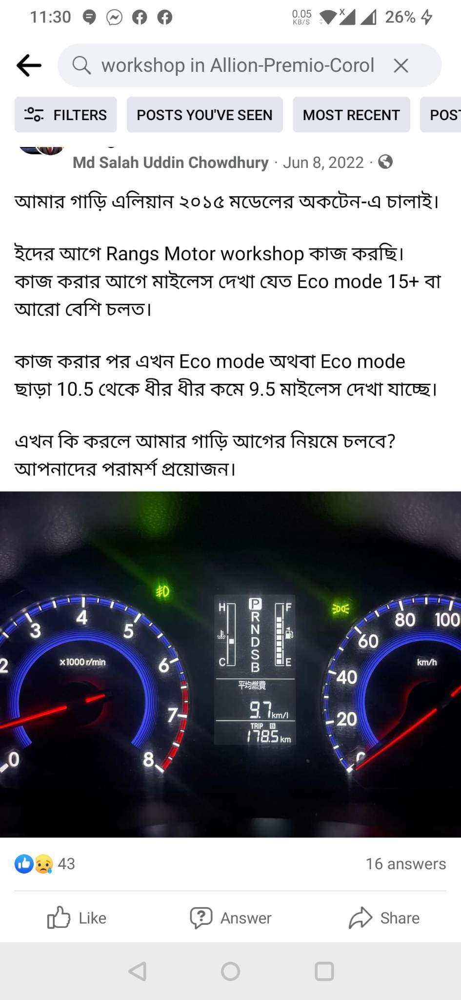 11:30
0.05
KB/S
26%
workshop in Allion-Premio-Corol
FILTERS
POSTS YOU'VE SEEN
MOST RECENT
POST
Md Salah Uddin Chowdhury · Jun 8, 2022 ·
আমার গাড়ি এলিয়ান ২০১৫ মডেলের অকটেন-এ চালাই।
ইদের আগে Rangs Motor workshop কাজ করছি।
কাজ করার আগে মাইলেস দেখা যেত Eco mode 15+ বা
আরো বেশি চলত।
কাজ করার পর এখন Eco mode অথবা Eco mode
ছাড়া 10.5 থেকে ধীর ধীর কমে 9.5 মাইলেস দেখা যাচ্ছে।
এখন কি করলে আমার গাড়ি আগের নিয়মে চলবে?
আপনাদের পরামর্শ প্রয়োজন।
0
2
3
4
5
6
7
8
x1000 r/min
H
C
P
R
N
D
S
B
F
E
平均燃費
9.7 km/l
TRIP B
178.5 km
0
20
40
60
80
100
km/h
43
16 answers
Like
Answer
Share